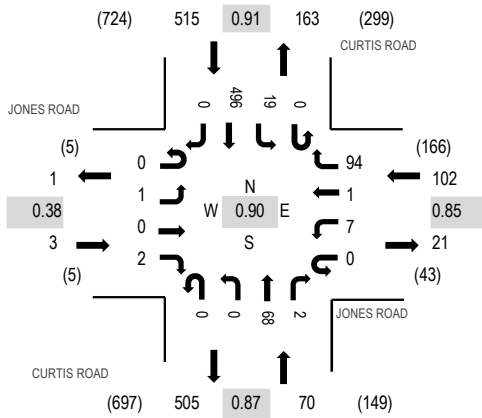 (724) 515 0.91 163 (299)
CURTIS ROAD
0 496 19 0
JONES ROAD
(5) 0 94 (166)
1 1 N 1 102
0.38 0 W 0.90 E 7 0.85
3 2 S 0 21
(5) (43)
0 0 68 2 JONES ROAD
CURTIS ROAD
(697) 505 0.87 70 (149)